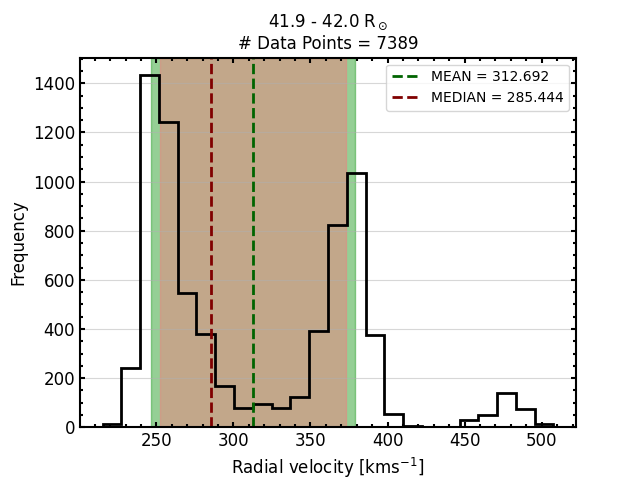 41.9 - 42.0 R⊙
# Data Points = 7389
MEAN = 312.692
MEDIAN = 285.444
Frequency
1400
1200
1000
800
600
400
200
0
250 300 350 400 450 500
Radial velocity [kms⁻¹]